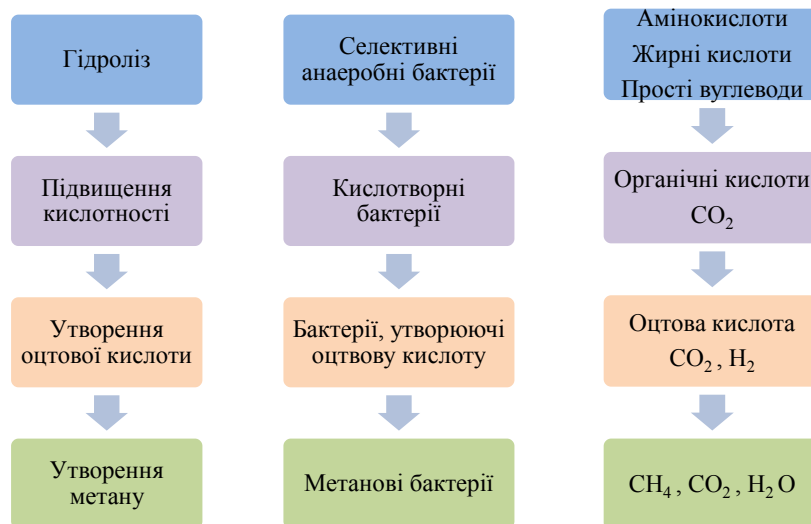 Гідроліз
Підвищення
кислотності
Утворення
оцтової кислоти
Утворення
метану
Селективні
анаеробні бактерії
Кислотворні
бактерії
Бактерії, утворюючі
оцтвову кислоту
Метанові бактерії
Амінокислоти
Жирні кислоти
Прості вуглеводи
Органічні кислоти
CO₂
Оцтова кислота
CO₂ , H₂
CH₄ , CO₂ , H₂ O